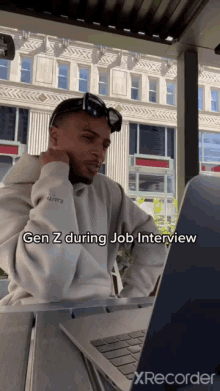 Gen Z during Job Interview
XRecorder